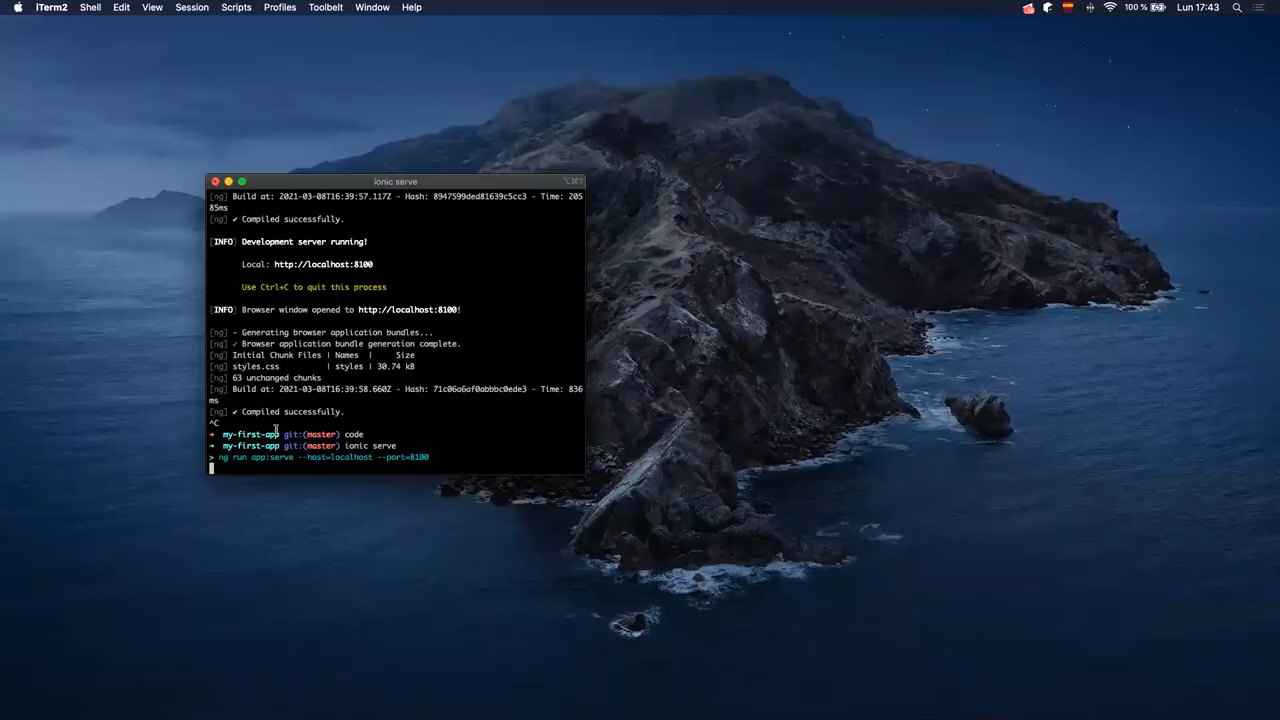 iTerm2 Shell Edit View Session Scripts Profiles Toolbelt Window Help 100 % Lun 17:43
ionic serve ⌥⌘1
[ng] Build at: 2021-03-08T16:39:57.117Z - Hash: 8947599ded81639c5cc3 - Time: 205
85ms
[ng] ✔ Compiled successfully.
[INFO] Development server running!
Local: http://localhost:8100
Use Ctrl+C to quit this process
[INFO] Browser window opened to http://localhost:8100!
[ng] - Generating browser application bundles...
[ng] ✔ Browser application bundle generation complete.
[ng] Initial Chunk Files | Names | Size
[ng] styles.css | styles | 30.74 kB
[ng] 63 unchanged chunks
[ng] Build at: 2021-03-08T16:39:58.660Z - Hash: 71c06a6af0abbbc0ede3 - Time: 836
ms
[ng] ✔ Compiled successfully.
^C
➜ my-first-app git:(master) code
➜ my-first-app git:(master) ionic serve
> ng run app:serve --host=localhost --port=8100